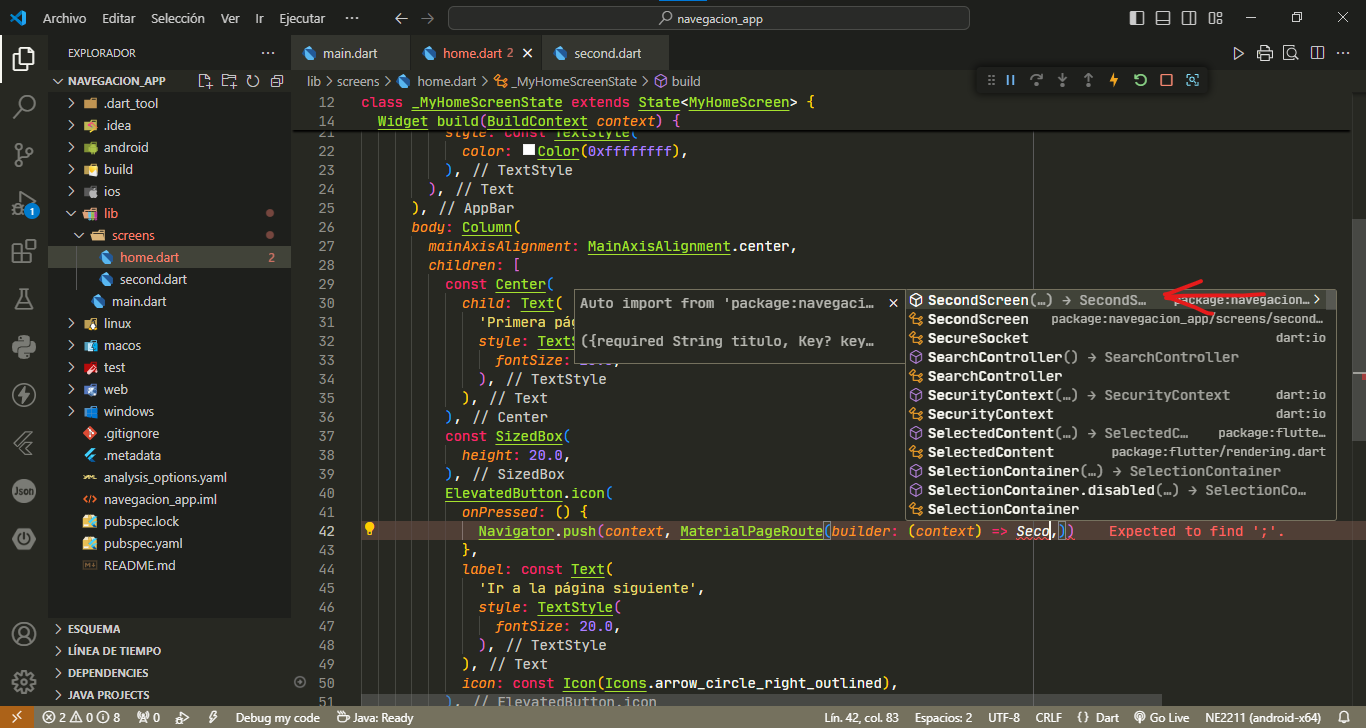 Archivo Editar Selección Ver Ir Ejecutar ··· navegacion_app
EXPLORADOR ···
NAVEGACION_APP
.dart_tool
.idea
android
build
ios
lib
screens
home.dart 2
second.dart
main.dart
linux
macos
test
web
windows
.gitignore
.metadata
analysis_options.yaml
navegacion_app.iml
pubspec.lock
pubspec.yaml
README.md
ESQUEMA
LÍNEA DE TIEMPO
DEPENDENCIES
JAVA PROJECTS
1
Json
main.dart home.dart 2 second.dart
lib > screens > home.dart > _MyHomeScreenState > build
12 class _MyHomeScreenState extends State<MyHomeScreen> {
14 Widget build(BuildContext context) {
21 style: const TextStyle(
22 color: Color(0xffffffff),
23 ), // TextStyle
24 ), // Text
25 ), // AppBar
26 body: Column(
27 mainAxisAlignment: MainAxisAlignment.center,
28 children: [
29 const Center(
30 child: Text(
31 'Primera pág
32 style: TextS
33 fontSize:
34 ), // TextStyle
35 ), // Text
36 ), // Center
37 const SizedBox(
38 height: 20.0,
39 ), // SizedBox
40 ElevatedButton.icon(
41 onPressed: () {
42 Navigator.push(context, MaterialPageRoute(builder: (context) => Seco,)) Expected to find ';'.
43 },
44 label: const Text(
45 'Ir a la página siguiente',
46 style: TextStyle(
47 fontSize: 20.0,
48 ), // TextStyle
49 ), // Text
50 icon: const Icon(Icons.arrow_circle_right_outlined),
51 ), // ElevatedButton.icon
Auto import from 'package:navegaci…
({required String titulo, Key? key…
SecondScreen(…) → SecondS… package:navegacion…
SecondScreen package:navegacion_app/screens/second…
SecureSocket dart:io
SearchController() → SearchController
SearchController
SecurityContext(…) → SecurityContext dart:io
SecurityContext dart:io
SelectedContent(…) → SelectedC… package:flutte…
SelectedContent package:flutter/rendering.dart
SelectionContainer(…) → SelectionContainer
SelectionContainer.disabled(…) → SelectionCo…
SelectionContainer
2 0 8 0 Debug my code Java: Ready Lín. 42, col. 83 Espacios: 2 UTF-8 CRLF {} Dart Go Live NE2211 (android-x64)